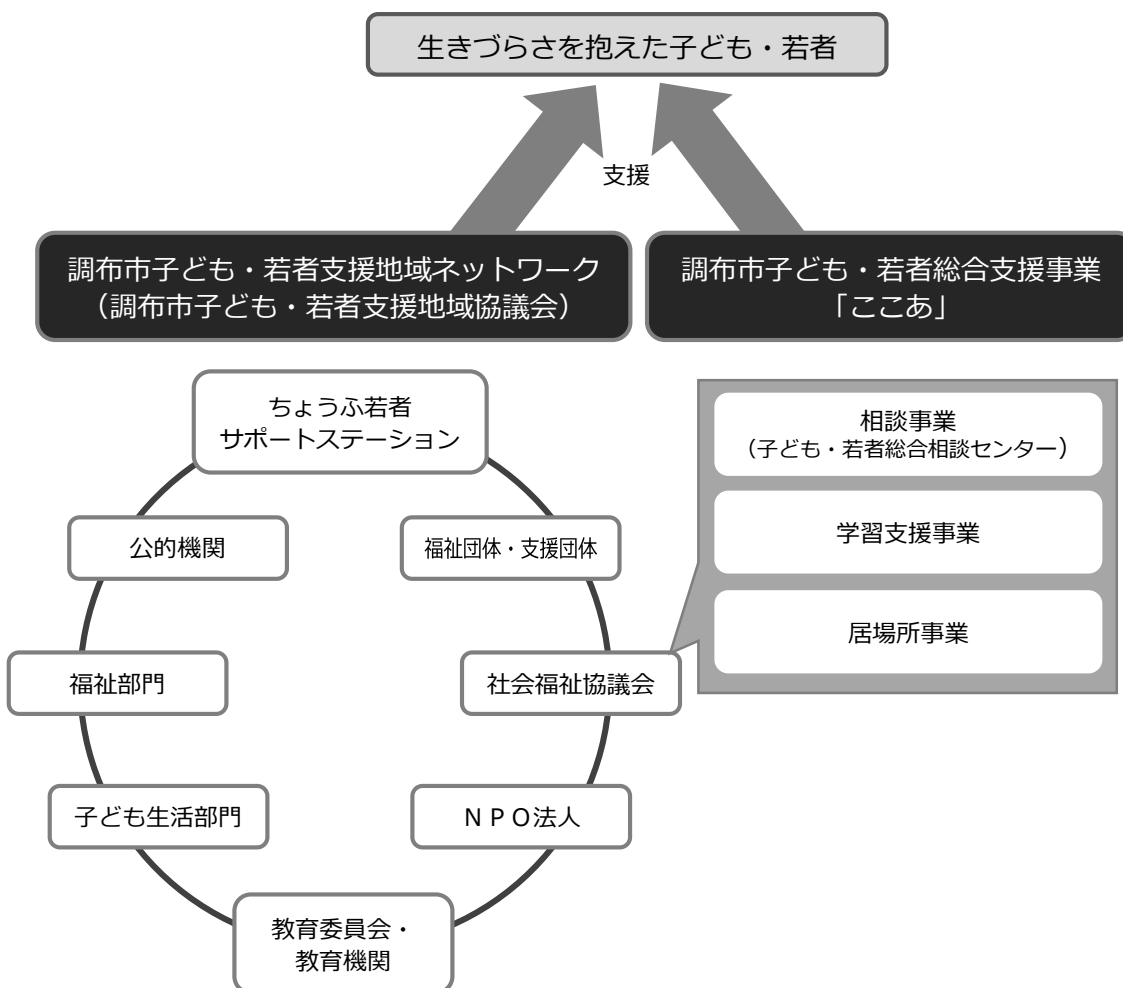 生きづらさを抱えた子ども・若者
支援
調布市子ども・若者支援地域ネットワーク
（調布市子ども・若者支援地域協議会）
調布市子ども・若者総合支援事業
「ここあ」
ちょうふ若者
サポートステーション
公的機関
福祉団体・支援団体
福祉部門
社会福祉協議会
子ども生活部門
ＮＰＯ法人
教育委員会・
教育機関
相談事業
（子ども・若者総合相談センター）
学習支援事業
居場所事業